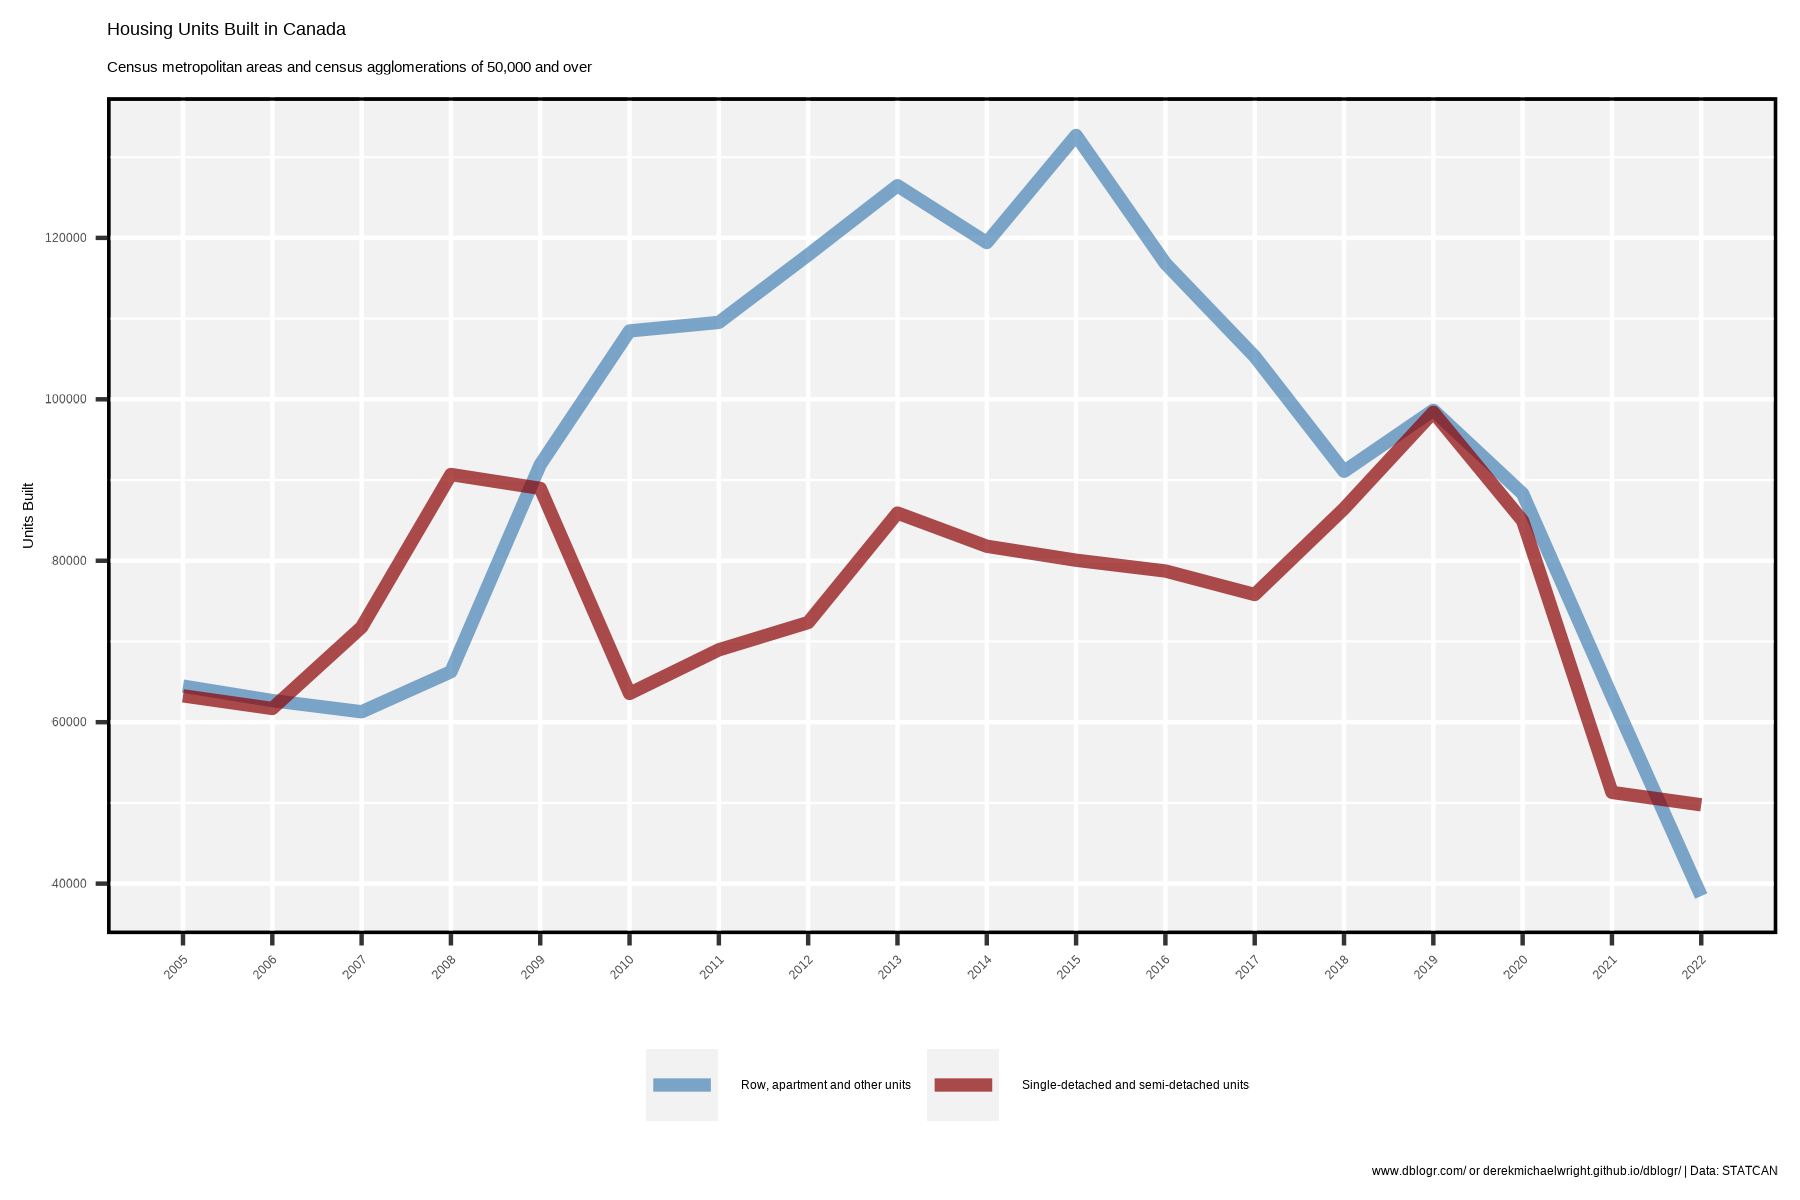 Housing Units Built in Canada
Census metropolitan areas and census agglomerations of 50,000 and over
Units Built
120000
100000
80000
60000
40000
2005 2006 2007 2008 2009 2010 2011 2012 2013 2014 2015 2016 2017 2018 2019 2020 2021 2022
Row, apartment and other units Single-detached and semi-detached units
www.dblogr.com/ or derekmichaelwright.github.io/dblogr/ | Data: STATCAN